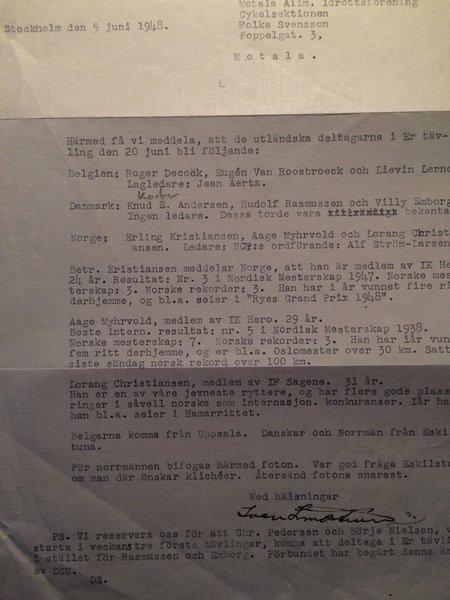 Motala Allm. Idrottsförening
Cykelsektionen
Stockholm den 5 juni 1948.
Folke Svensson
Poppelgat. 3,
M o t a l a.
Härmed få vi meddela, att de utländska deltagarna i Er täv-
ling den 20 juni bli följande:
Belgien: Roger Decock, Eugén Van Roosbroeck och Lievin Lerno
Lagledare: Jean Aertz.
Danmark: Knud E. Andersen, Rudolf Rasmussen och Villy Emborg
Ingen ledare. Dessa torde vara bekanta
Norge: Erling Kristiansen, Aage Myhrvold och Lorang Christ
ansen. Ledare: NCF:s ordförande: Alf Ström-Larsen
Betr. Kristiansen meddelar Norge, att han är medlem av IK He
24 år. Resultat: Nr. 3 i Nordisk Mesterskap 1947. Norske mes
terskap: 3. Norske rekorder: 3. Han har i år vunnet fire ri
derhjemme, og bl.a. seier i "Ryes Grand Prix 1948".
Aage Myhrvold, medlem av IK Hero. 29 år.
Beste intern. resultat: nr. 5 i Nordisk Mesterskap 1938.
Norske mesterskap: 7. Norske rekorder: 3. Han har iår vunne
fem ritt derhjemme, og er bl.a. Oslomester over 30 km. Satt
siste söndag norsk rekord over 100 km.
Lorang Christiansen, medlem av IF Sagene. 31 år.
Han er en av våre jevneste ryttere, og har flere gode plass
ringer i såvell norske som internasjon. konkuranser. Iår ha
han bl.a. seier i Hamarrittet.
Belgarna komma från Uppsala. Danskar och Norrmän från Eskil
tuna.
För norrmännen bifogas härmed foton. Var god fråga Eskilstu
om man där önskar klichéer. Återsänd fotona snarast.
Med hälsningar
PS. Vi reservera oss för att Chr. Pedersen och Börje Nielsen, v
starta i veckans tre första tävlingar, komma att deltaga i Er tävli
i stället för Rasmussen och Emborg. Förbundet har begärt denna än
av DCU.
DS.